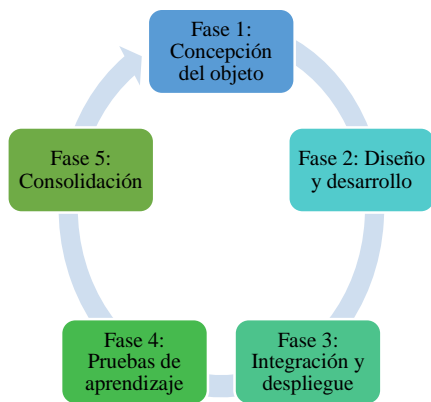 Fase 1:
Concepción
del objeto
Fase 2: Diseño
y desarrollo
Fase 3:
Integración y
despliegue
Fase 4:
Pruebas de
aprendizaje
Fase 5:
Consolidación